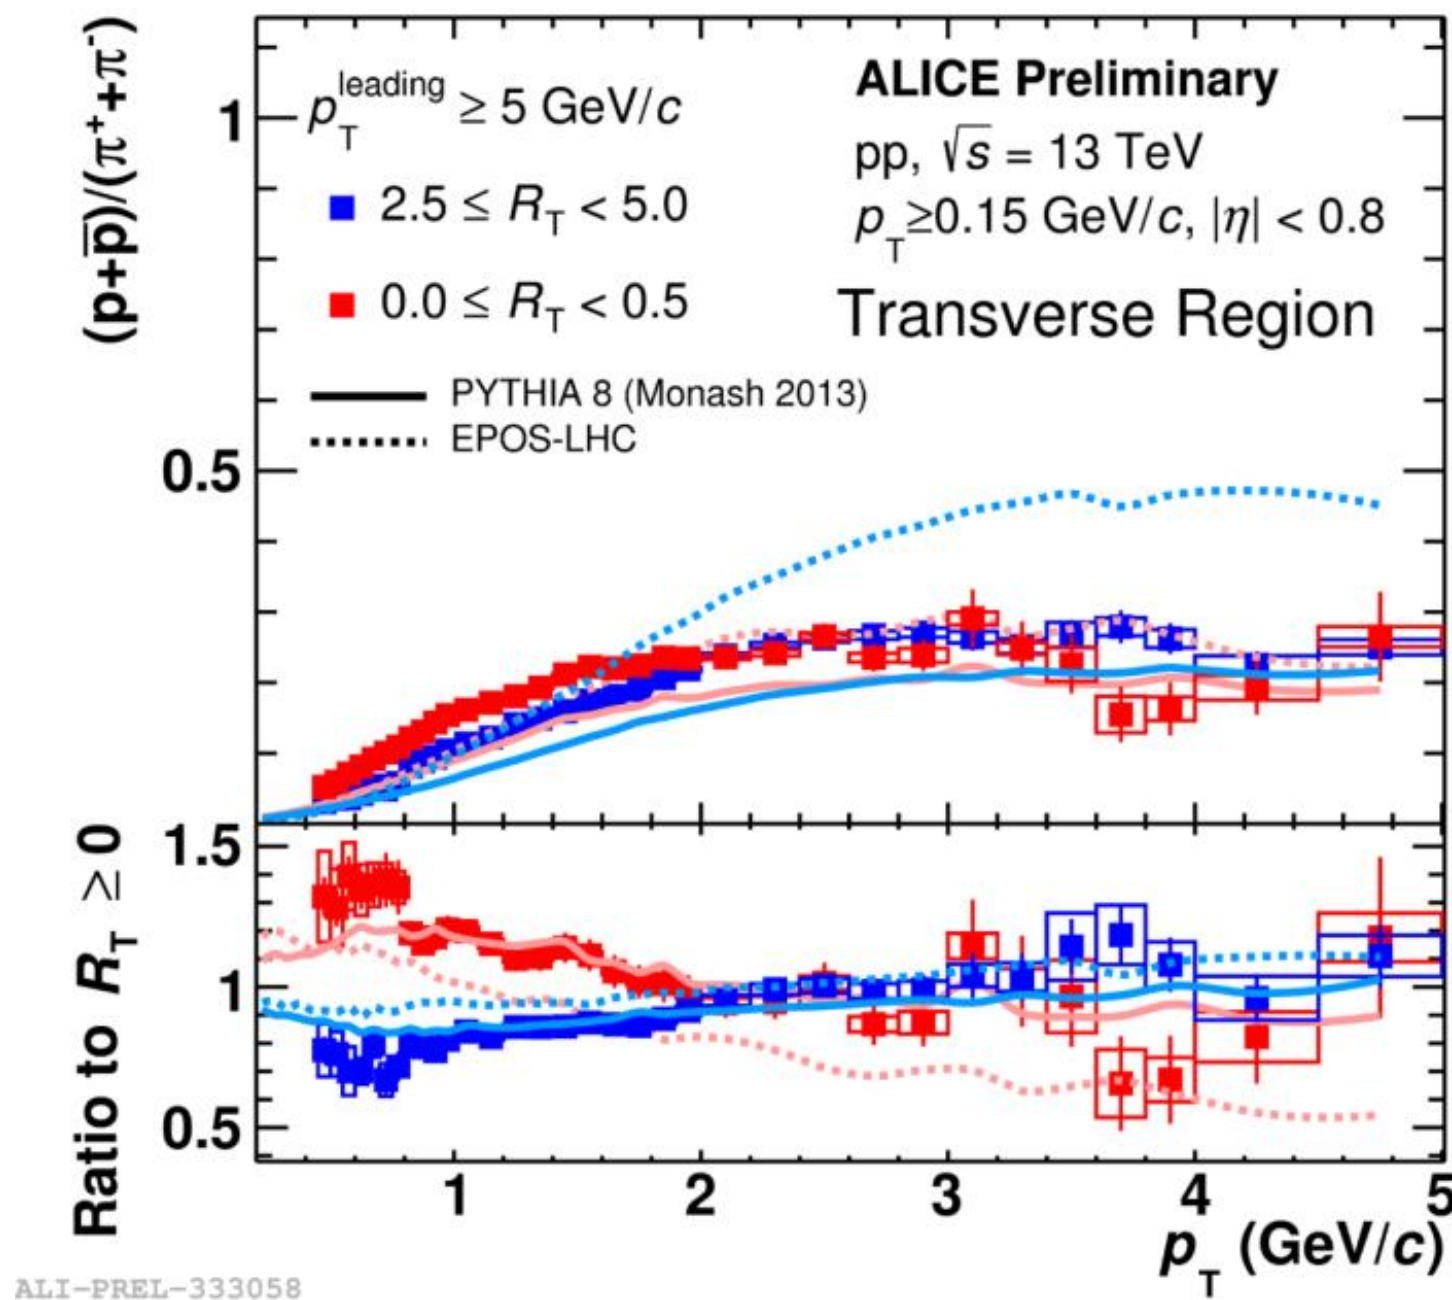 (p+p̅)/(π⁺+π⁻)
1
0.5
p_T^leading ≥ 5 GeV/c
2.5 ≤ R_T < 5.0
0.0 ≤ R_T < 0.5
PYTHIA 8 (Monash 2013)
EPOS-LHC
ALICE Preliminary
pp, √s = 13 TeV
p_T≥0.15 GeV/c, |η| < 0.8
Transverse Region
Ratio to R_T ≥ 0
1.5
1
0.5
1 2 3 4 5
p_T (GeV/c)
ALI-PREL-333058